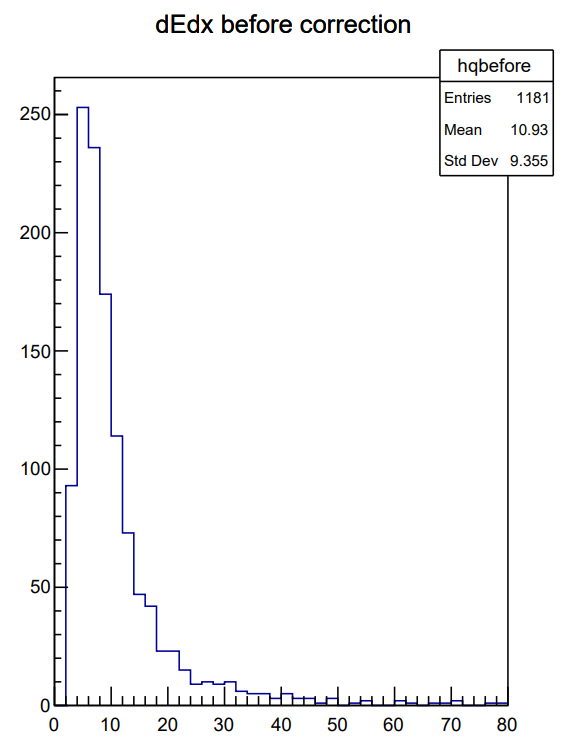 dEdx before correction
hqbefore
Entries 1181
Mean 10.93
Std Dev 9.355
250
200
150
100
50
0
0 10 20 30 40 50 60 70 80